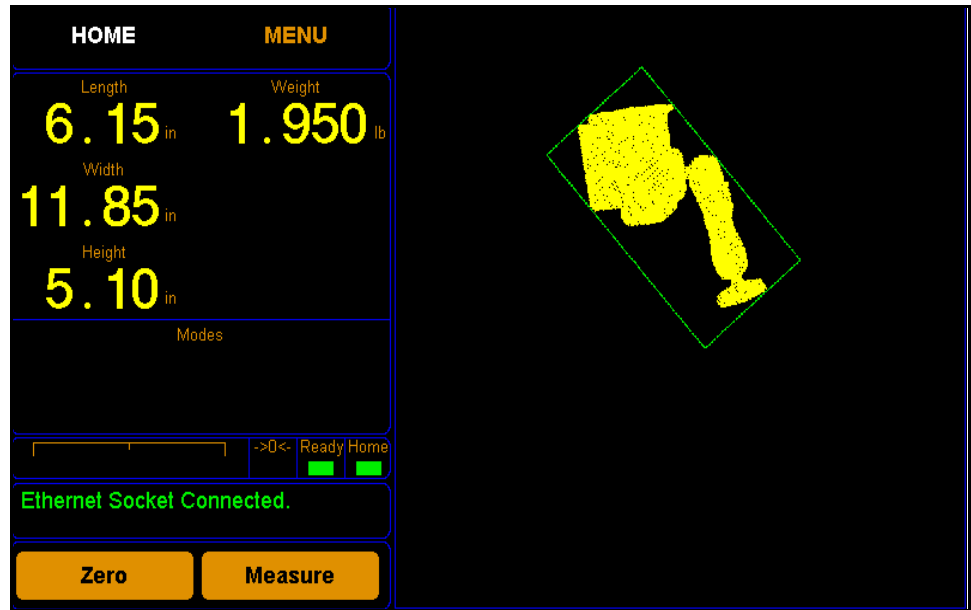 HOME MENU
Length Weight
6.15 in 1.950 lb
Width
11.85 in
Height
5.10 in
Modes
->0<- Ready Home
Ethernet Socket Connected.
Zero Measure